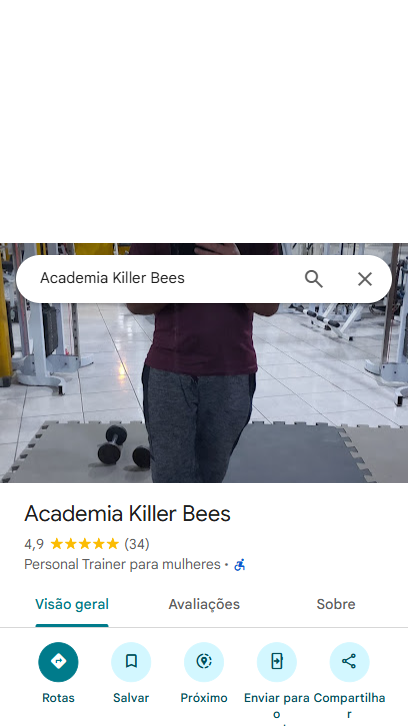 Academia Killer Bees
Academia Killer Bees
4,9 (34)
Personal Trainer para mulheres •
Visão geral Avaliações Sobre
Rotas Salvar Próximo Enviar para Compartilha
o r